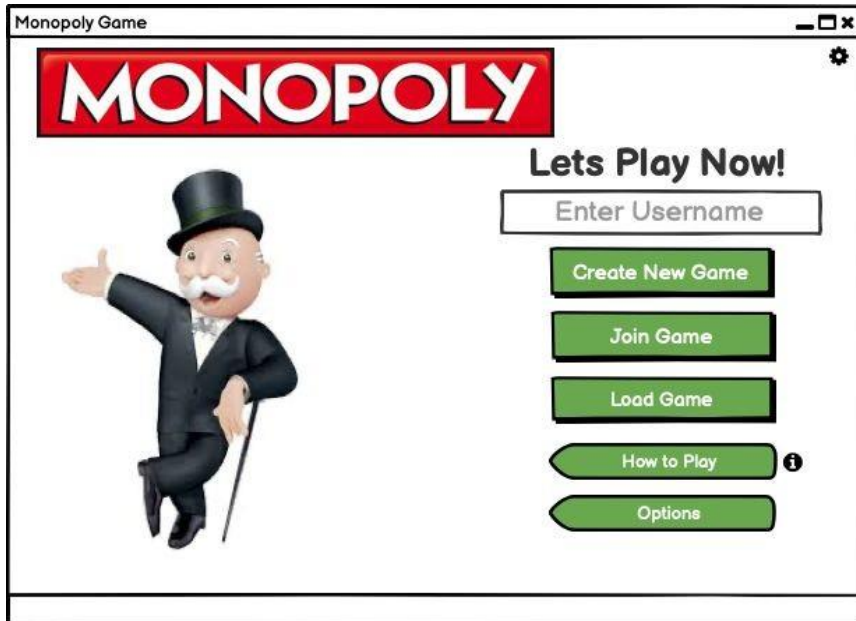 Monopoly Game
MONOPOLY
Lets Play Now!
Enter Username
Create New Game
Join Game
Load Game
How to Play
Options